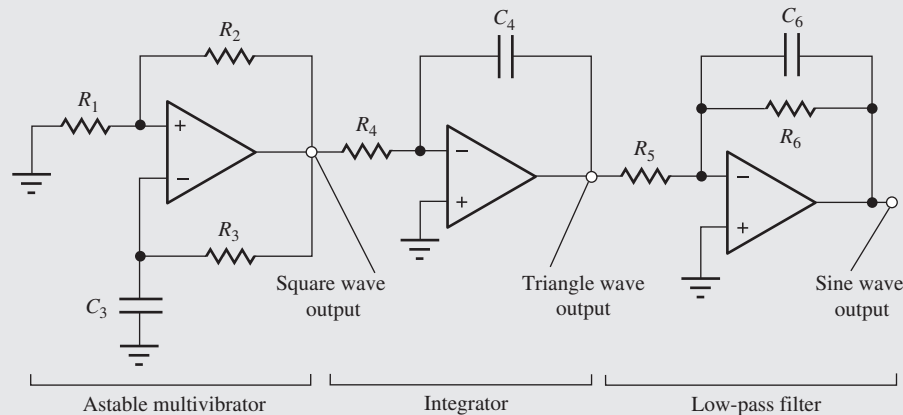 R2
C4
C6
R1
+
R4
−
R6
R5
−
−
+
+
R3
C3
Square wave
output
Triangle wave
output
Sine wave
output
Astable multivibrator
Integrator
Low-pass filter